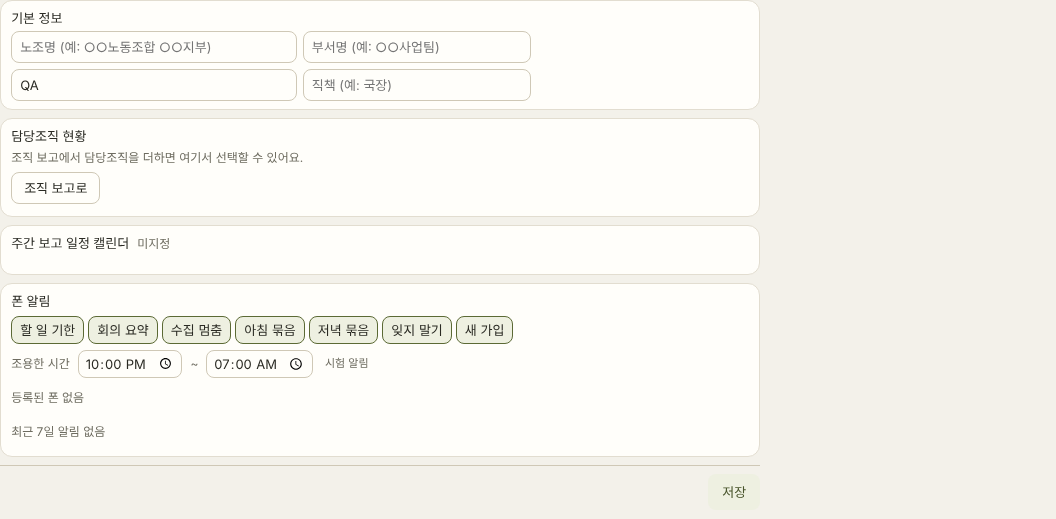 기본 정보
노조명 (예: ○○노동조합 ○○지부) 부서명 (예: ○○사업팀)
QA 직책 (예: 국장)
담당조직 현황
조직 보고에서 담당조직을 더하면 여기서 선택할 수 있어요.
조직 보고로
주간 보고 일정 캘린더 미지정
폰 알림
할 일 기한 회의 요약 수집 멈춤 아침 묶음 저녁 묶음 잊지 말기 새 가입
조용한 시간 10:00 PM ~ 07:00 AM 시험 알림
등록된 폰 없음
최근 7일 알림 없음
저장